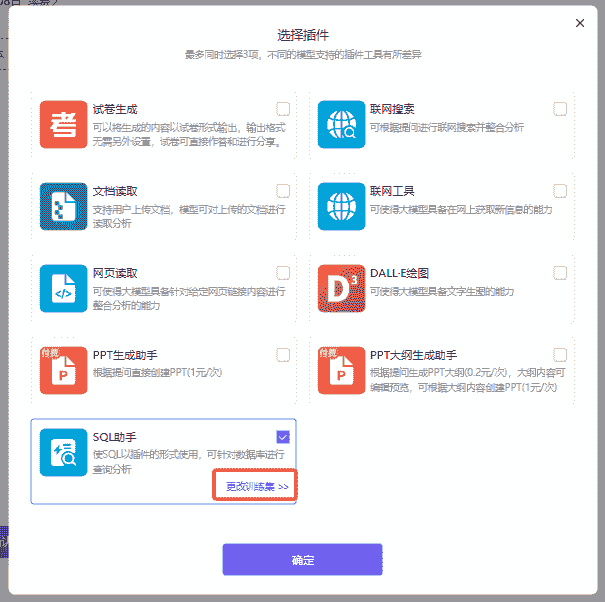 选择插件
最多同时选择3项，不同的模型支持的插件工具有所差异
试卷生成
可以将生成的内容以试卷形式输出，输出格式
无需另外设置，试卷可直接作答和进行分享。
联网搜索
可根据提问进行联网搜索并整合分析
文档读取
支持用户上传文档，模型可对上传的文档进行
读取分析
联网工具
可使得大模型具备在网上获取新信息的能力
网页读取
可使得大模型具备针对给定网页链接内容进行
整合分析的能力
DALL·E绘图
可使得大模型具备文字生图的能力
付费
PPT生成助手
根据提问直接创建PPT(1元/次)
付费
PPT大纲生成助手
根据提问生成PPT大纲(0.2元/次)，大纲内容可
编辑预览，可根据大纲内容创建PPT(1元/次)
SQL助手
使SQL以插件的形式使用，可针对数据库进行
查询分析
更改训练集 >>
确定